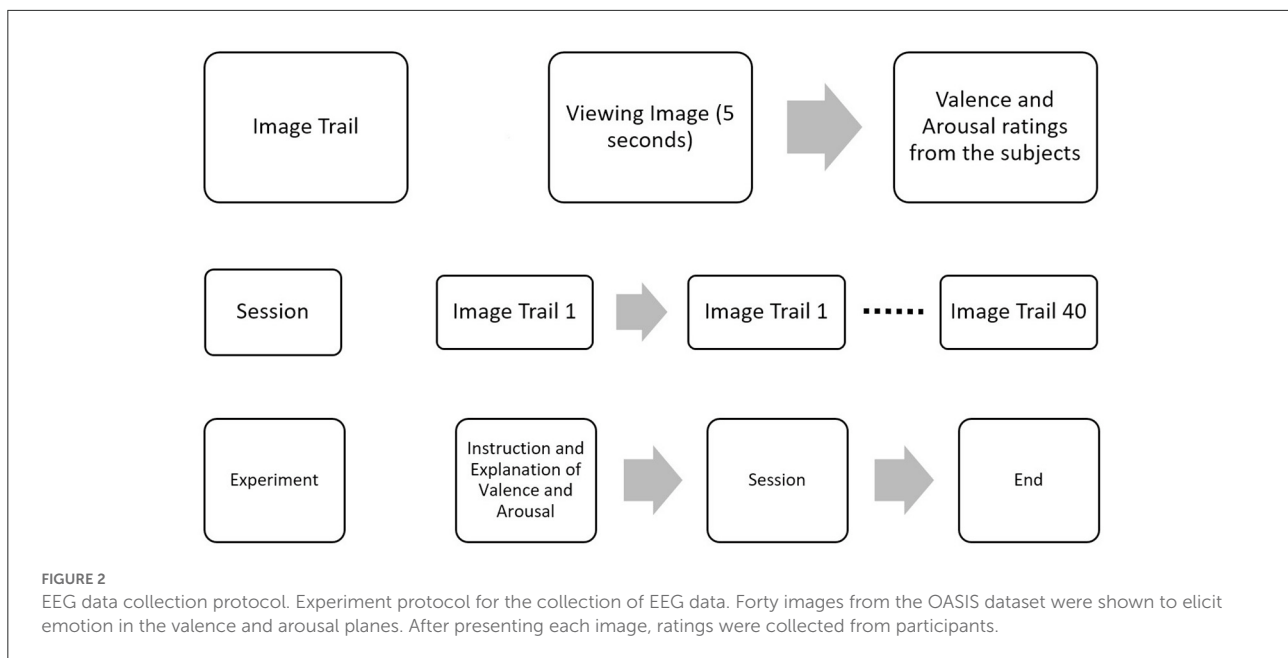 Image Trail
Viewing Image (5
seconds)
Valence and
Arousal ratings
from the subjects
Session
Image Trail 1
Image Trail 1
Image Trail 40
Experiment
Instruction and
Explanation of
Valence and
Arousal
Session
End
FIGURE 2
EEG data collection protocol. Experiment protocol for the collection of EEG data. Forty images from the OASIS dataset were shown to elicit
emotion in the valence and arousal planes. After presenting each image, ratings were collected from participants.